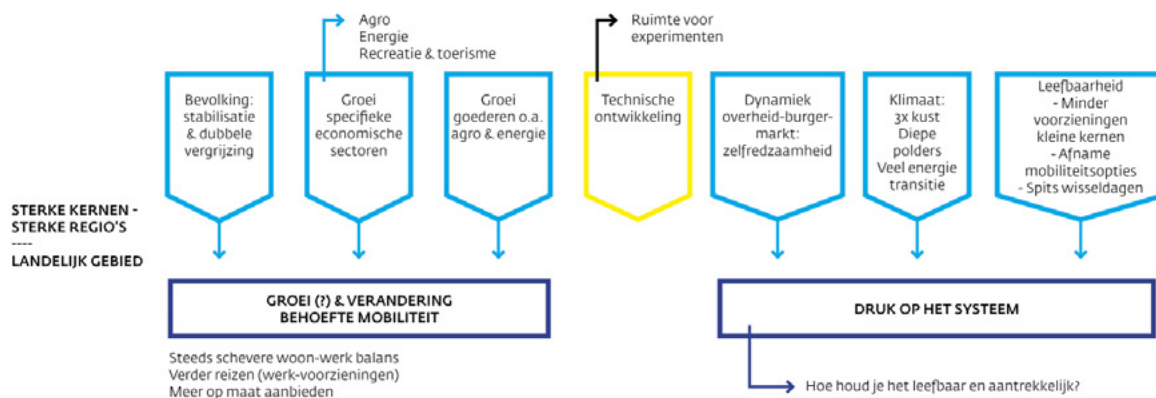 Agro
Energie
Recreatie & toerisme
Ruimte voor
experimenten
Bevolking:
stabilisatie
& dubbele
vergrijzing
Groei
specifieke
economische
sectoren
Groei
goederen o.a.
agro & energie
Technische
ontwikkeling
Dynamiek
overheid-burger-
markt:
zelfredzaamheid
Klimaat:
3x kust
Diepe
polders
Veel energie
transitie
Leefbaarheid
- Minder
voorzieningen
kleine kernen
- Afname
mobiliteitsopties
- Spits wisseldagen
STERKE KERNEN -
STERKE REGIO'S
----
LANDELIJK GEBIED
GROEI (?) & VERANDERING
BEHOEFTE MOBILITEIT
DRUK OP HET SYSTEEM
Steeds schevere woon-werk balans
Verder reizen (werk-voorzieningen)
Meer op maat aanbieden
Hoe houd je het leefbaar en aantrekkelijk?